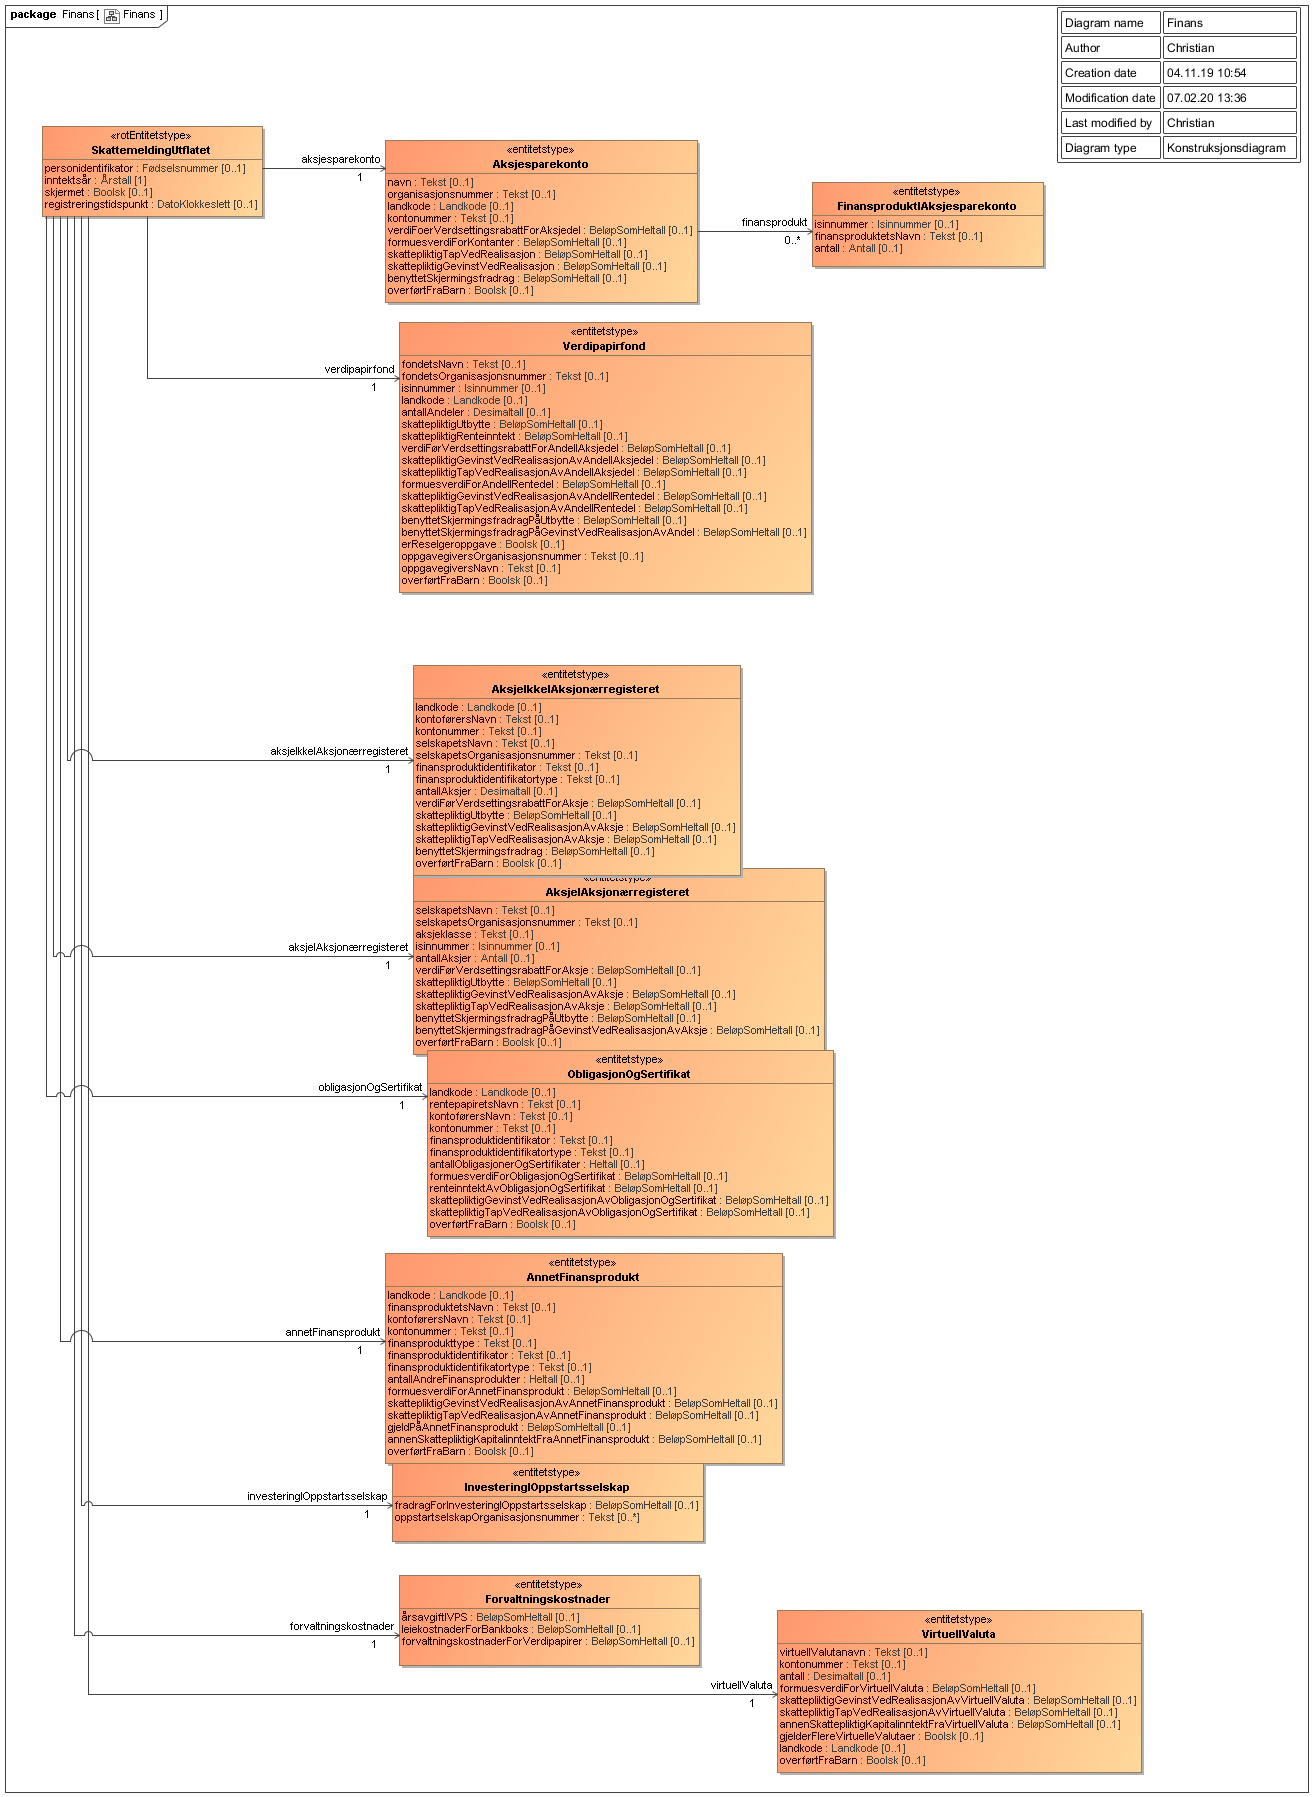 package Finans [ Finans ]
Diagram name Finans
Author Christian
Creation date 04.11.19 10:54
Modification date 07.02.20 13:36
Last modified by Christian
Diagram type Konstruksjonsdiagram
«rotEntitetstype»
SkattemeldingUtflatet
personidentifikator : Fødselsnummer [0..1]
inntektsår : Årstall [1]
skjermet : Boolsk [0..1]
registreringstidspunkt : DatoKlokkeslett [0..1]
aksjesparekonto
1
«entitetstype»
Aksjesparekonto
navn : Tekst [0..1]
organisasjonsnummer : Tekst [0..1]
landkode : Landkode [0..1]
kontonummer : Tekst [0..1]
verdiFoerVerdsettingsrabattForAksjedel : BeløpSomHeltall [0..1]
formuesverdiForKontanter : BeløpSomHeltall [0..1]
skattepliktigTapVedRealisasjon : BeløpSomHeltall [0..1]
skattepliktigGevinstVedRealisasjon : BeløpSomHeltall [0..1]
benyttetSkjermingsfradrag : BeløpSomHeltall [0..1]
overførtFraBarn : Boolsk [0..1]
finansprodukt
0..*
«entitetstype»
FinansproduktIAksjesparekonto
isinnummer : Isinnummer [0..1]
finansproduktetsNavn : Tekst [0..1]
antall : Antall [0..1]
verdipapirfond
1
«entitetstype»
Verdipapirfond
fondetsNavn : Tekst [0..1]
fondetsOrganisasjonsnummer : Tekst [0..1]
isinnummer : Isinnummer [0..1]
landkode : Landkode [0..1]
antallAndeler : Desimaltall [0..1]
skattepliktigUtbytte : BeløpSomHeltall [0..1]
skattepliktigRenteinntekt : BeløpSomHeltall [0..1]
verdiFørVerdsettingsrabattForAndelIAksjedel : BeløpSomHeltall [0..1]
skattepliktigGevinstVedRealisasjonAvAndelIAksjedel : BeløpSomHeltall [0..1]
skattepliktigTapVedRealisasjonAvAndelIAksjedel : BeløpSomHeltall [0..1]
formuesverdiForAndelIRentedel : BeløpSomHeltall [0..1]
skattepliktigGevinstVedRealisasjonAvAndelIRentedel : BeløpSomHeltall [0..1]
skattepliktigTapVedRealisasjonAvAndelIRentedel : BeløpSomHeltall [0..1]
benyttetSkjermingsfradragPåUtbytte : BeløpSomHeltall [0..1]
benyttetSkjermingsfradragPåGevinstVedRealisasjonAvAndel : BeløpSomHeltall [0..1]
erReselgeroppgave : Boolsk [0..1]
oppgavegiversOrganisasjonsnummer : Tekst [0..1]
oppgavegiversNavn : Tekst [0..1]
overførtFraBarn : Boolsk [0..1]
aksjeIkkeIAksjonærregisteret
1
«entitetstype»
AksjeIkkeIAksjonærregisteret
landkode : Landkode [0..1]
kontoførersNavn : Tekst [0..1]
kontonummer : Tekst [0..1]
selskapetsNavn : Tekst [0..1]
selskapetsOrganisasjonsnummer : Tekst [0..1]
finansproduktidentifikator : Tekst [0..1]
finansproduktidentifikatortype : Tekst [0..1]
antallAksjer : Desimaltall [0..1]
verdiFørVerdsettingsrabattForAksje : BeløpSomHeltall [0..1]
skattepliktigUtbytte : BeløpSomHeltall [0..1]
skattepliktigGevinstVedRealisasjonAvAksje : BeløpSomHeltall [0..1]
skattepliktigTapVedRealisasjonAvAksje : BeløpSomHeltall [0..1]
benyttetSkjermingsfradrag : BeløpSomHeltall [0..1]
overførtFraBarn : Boolsk [0..1]
aksjeIAksjonærregisteret
1
«entitetstype»
AksjeIAksjonærregisteret
selskapetsNavn : Tekst [0..1]
selskapetsOrganisasjonsnummer : Tekst [0..1]
aksjeklasse : Tekst [0..1]
isinnummer : Isinnummer [0..1]
antallAksjer : Antall [0..1]
verdiFørVerdsettingsrabattForAksje : BeløpSomHeltall [0..1]
skattepliktigUtbytte : BeløpSomHeltall [0..1]
skattepliktigGevinstVedRealisasjonAvAksje : BeløpSomHeltall [0..1]
skattepliktigTapVedRealisasjonAvAksje : BeløpSomHeltall [0..1]
benyttetSkjermingsfradragPåUtbytte : BeløpSomHeltall [0..1]
benyttetSkjermingsfradragPåGevinstVedRealisasjonAvAksje : BeløpSomHeltall [0..1]
overførtFraBarn : Boolsk [0..1]
obligasjonOgSertifikat
1
«entitetstype»
ObligasjonOgSertifikat
landkode : Landkode [0..1]
rentepapiretsNavn : Tekst [0..1]
kontoførersNavn : Tekst [0..1]
kontonummer : Tekst [0..1]
finansproduktidentifikator : Tekst [0..1]
finansproduktidentifikatortype : Tekst [0..1]
antallObligasjonerOgSertifikater : Heltall [0..1]
formuesverdiForObligasjonOgSertifikat : BeløpSomHeltall [0..1]
renteinntektAvObligasjonOgSertifikat : BeløpSomHeltall [0..1]
skattepliktigGevinstVedRealisasjonAvObligasjonOgSertifikat : BeløpSomHeltall [0..1]
skattepliktigTapVedRealisasjonAvObligasjonOgSertifikat : BeløpSomHeltall [0..1]
overførtFraBarn : Boolsk [0..1]
annetFinansprodukt
1
«entitetstype»
AnnetFinansprodukt
landkode : Landkode [0..1]
finansproduktetsNavn : Tekst [0..1]
kontoførersNavn : Tekst [0..1]
kontonummer : Tekst [0..1]
finansprodukttype : Tekst [0..1]
finansproduktidentifikator : Tekst [0..1]
finansproduktidentifikatortype : Tekst [0..1]
antallAndreFinansprodukter : Heltall [0..1]
formuesverdiForAnnetFinansprodukt : BeløpSomHeltall [0..1]
skattepliktigGevinstVedRealisasjonAvAnnetFinansprodukt : BeløpSomHeltall [0..1]
skattepliktigTapVedRealisasjonAvAnnetFinansprodukt : BeløpSomHeltall [0..1]
gjeldPåAnnetFinansprodukt : BeløpSomHeltall [0..1]
annenSkattepliktigKapitalinntektFraAnnetFinansprodukt : BeløpSomHeltall [0..1]
overførtFraBarn : Boolsk [0..1]
investeringIOppstartsselskap
1
«entitetstype»
InvesteringIOppstartsselskap
fradragForInvesteringIOppstartsselskap : BeløpSomHeltall [0..1]
oppstartselskapOrganisasjonsnummer : Tekst [0..*]
forvaltningskostnader
1
«entitetstype»
Forvaltningskostnader
årsavgiftIVPS : BeløpSomHeltall [0..1]
leiekostnaderForBankboks : BeløpSomHeltall [0..1]
forvaltningskostnaderForVerdipapirer : BeløpSomHeltall [0..1]
virtuellValuta
1
«entitetstype»
VirtuellValuta
virtuellValutanavn : Tekst [0..1]
kontonummer : Tekst [0..1]
antall : Desimaltall [0..1]
formuesverdiForVirtuellValuta : BeløpSomHeltall [0..1]
skattepliktigGevinstVedRealisasjonAvVirtuellValuta : BeløpSomHeltall [0..1]
skattepliktigTapVedRealisasjonAvVirtuellValuta : BeløpSomHeltall [0..1]
annenSkattepliktigKapitalinntektFraVirtuellValuta : BeløpSomHeltall [0..1]
gjelderFlereVirtuelleValutaer : Boolsk [0..1]
landkode : Landkode [0..1]
overførtFraBarn : Boolsk [0..1]